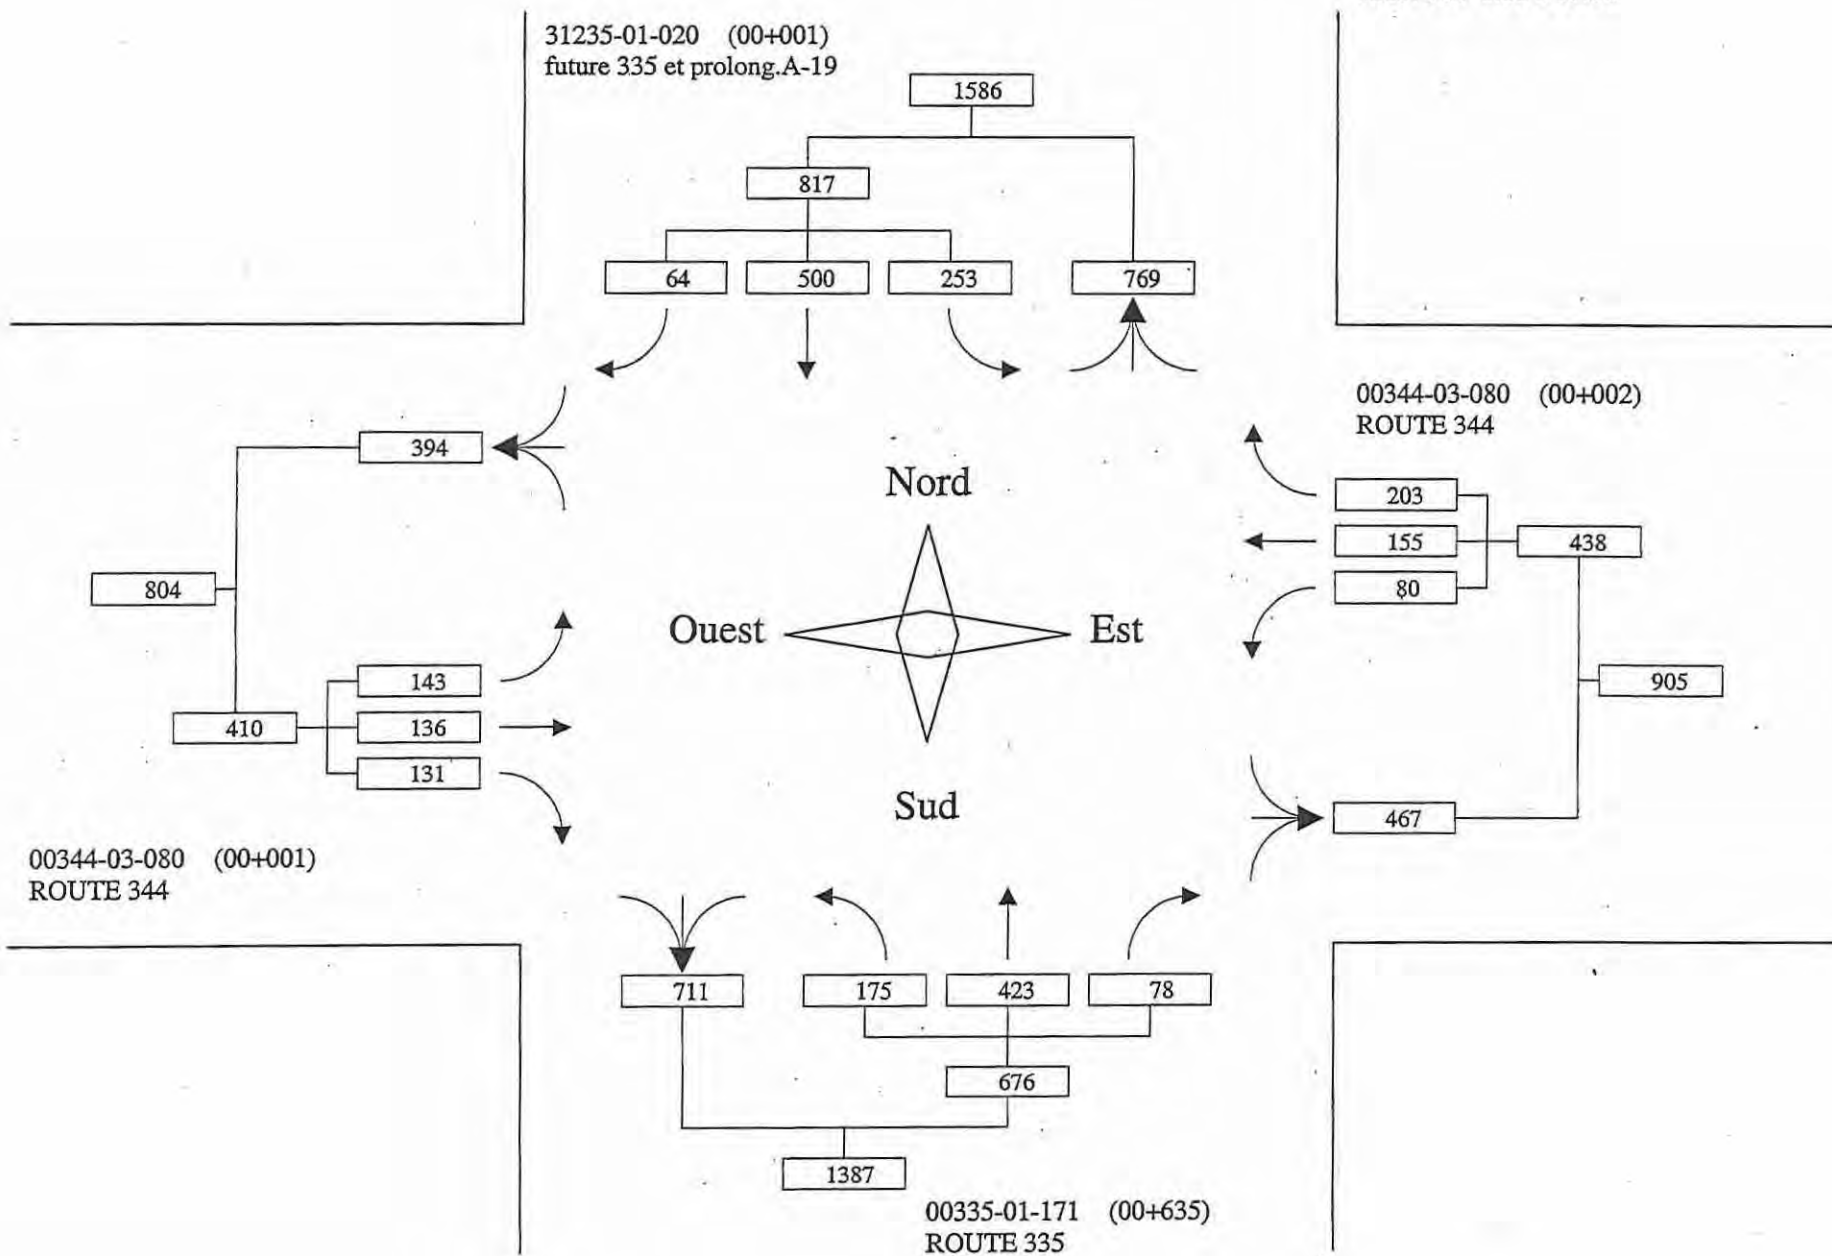 31235-01-020 (00+001)
future 335 et prolong.A-19
1586
817
64 500 253 769
00344-03-080 (00+002)
ROUTE 344
394
Nord
203
155 438
80
804
Ouest Est
143
905
410 136
131
Sud
467
00344-03-080 (00+001)
ROUTE 344
711 175 423 78
676
1387
00335-01-171 (00+635)
ROUTE 335